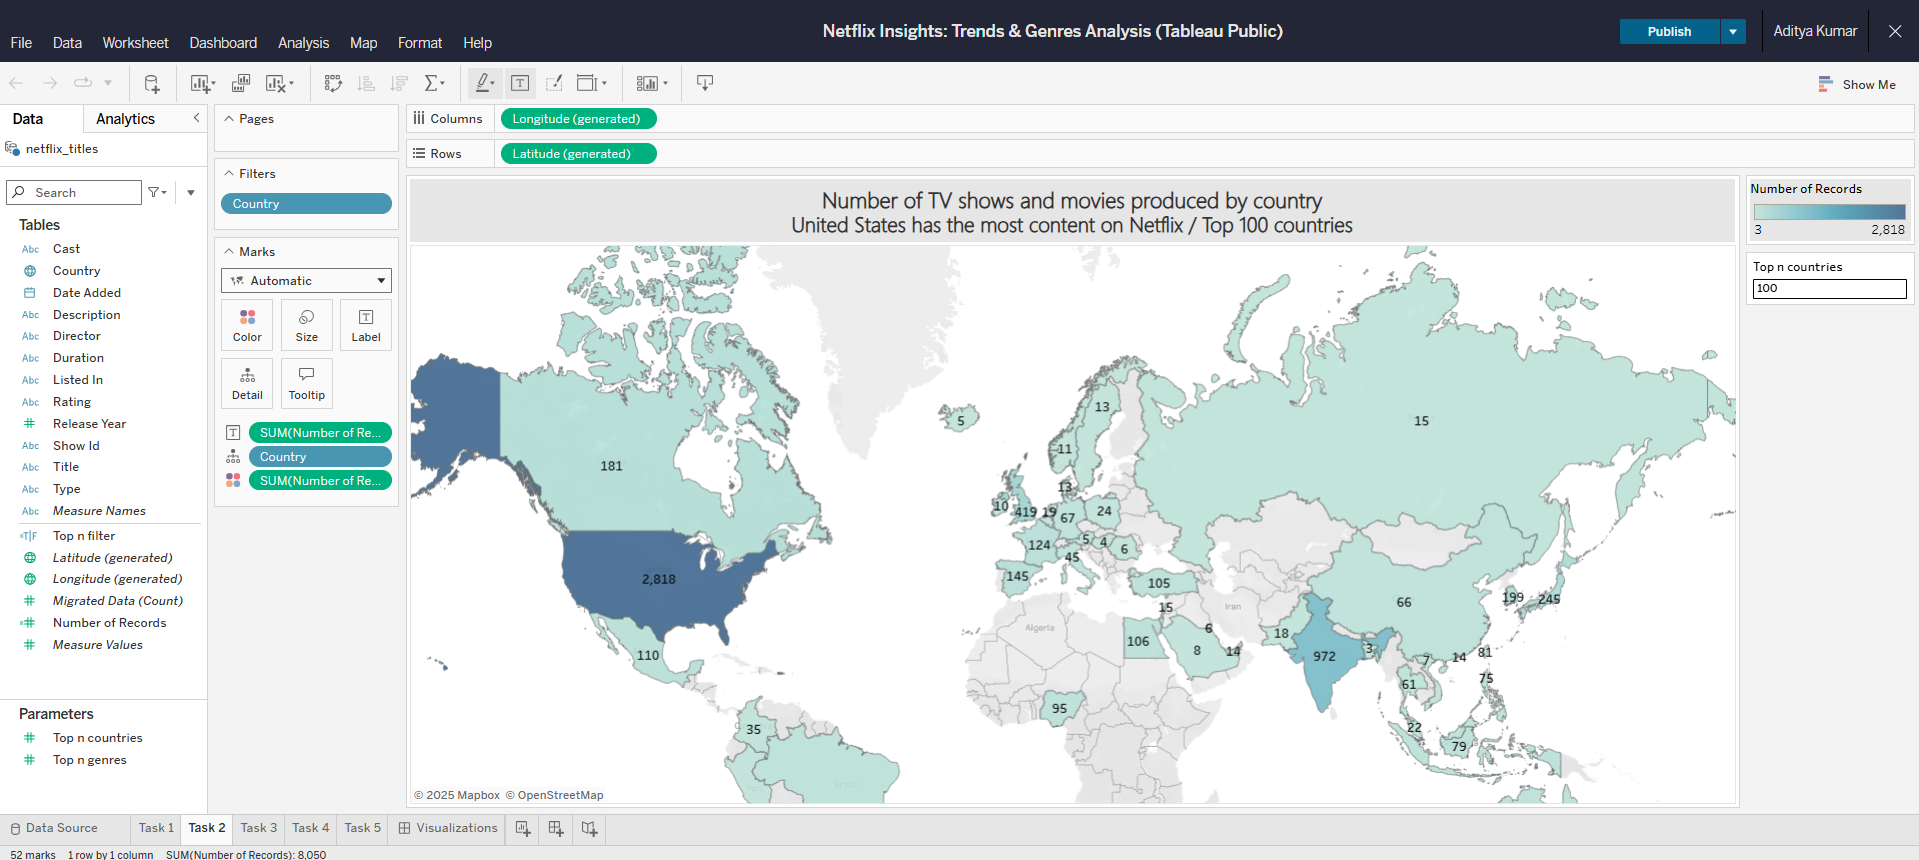 Netflix Insights: Trends & Genres Analysis (Tableau Public)
Publish
Aditya Kumar
File Data Worksheet Dashboard Analysis Map Format Help
Show Me
Data
Analytics
netflix_titles
Search
Tables
Abc Cast
Country
Date Added
Abc Description
Abc Director
Abc Duration
Abc Listed In
Abc Rating
Release Year
Abc Show Id
Abc Title
Abc Type
Abc Measure Names
=T|F Top n filter
Latitude (generated)
Longitude (generated)
Migrated Data (Count)
Number of Records
Measure Values
Parameters
Top n countries
Top n genres
Pages
Filters
Country
Marks
Automatic
Color
Size
Label
Detail
Tooltip
SUM(Number of Re...
Country
SUM(Number of Re...
Columns
Longitude (generated)
Rows
Latitude (generated)
Number of TV shows and movies produced by country
United States has the most content on Netflix / Top 100 countries
13
5
15
11
181
13
10
419
19
67
24
124
5
4
6
45
145
105
2,818
15
Iran
66
199
245
Algeria
106
6
18
8
14
972
3
7
14
81
110
61
75
95
35
22
79
© 2025 Mapbox © OpenStreetMap
Number of Records
3
2,818
Top n countries
100
Data Source
Task 1
Task 2
Task 3
Task 4
Task 5
Visualizations
52 marks 1 row by 1 column SUM(Number of Records): 8,050